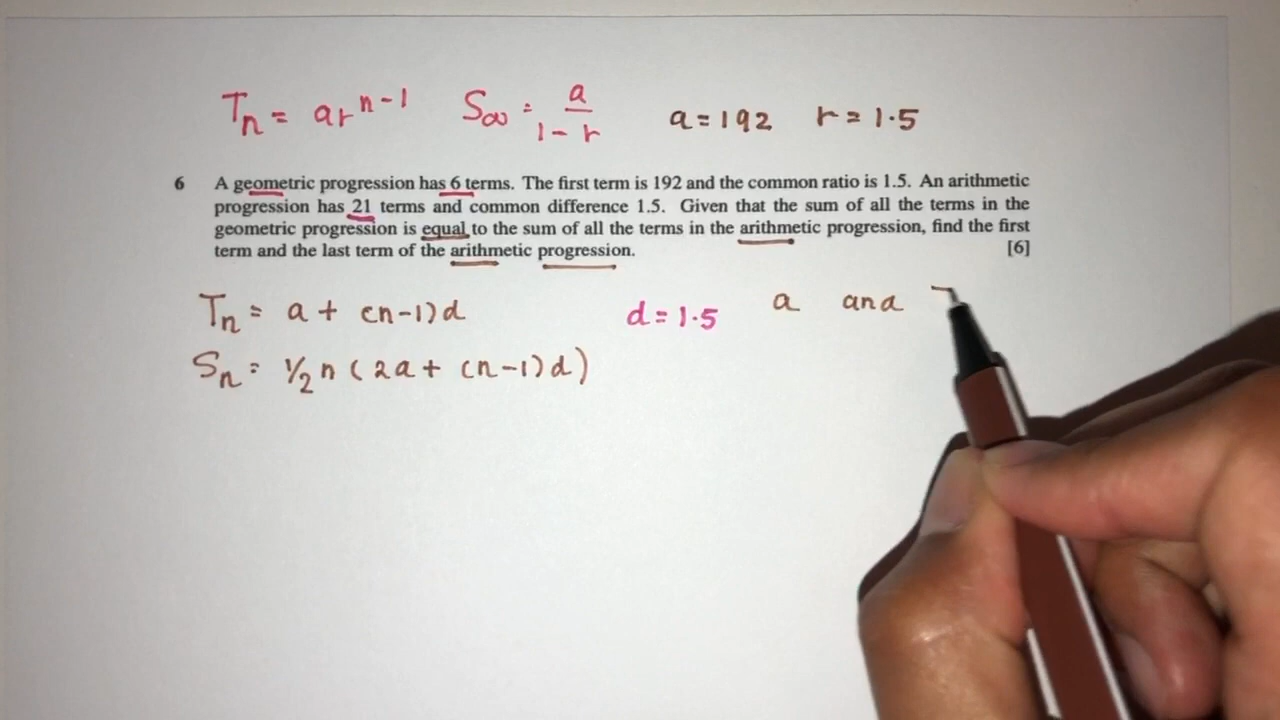 Tn = ar^n-1 S∞ = a/1-r a=192 r=1.5
6 A geometric progression has 6 terms. The first term is 192 and the common ratio is 1.5. An arithmetic
progression has 21 terms and common difference 1.5. Given that the sum of all the terms in the
geometric progression is equal to the sum of all the terms in the arithmetic progression, find the first
term and the last term of the arithmetic progression. [6]
Tn = a + (n-1)d d=1.5 a and
Sn = 1/2 n (2a + (n-1)d)